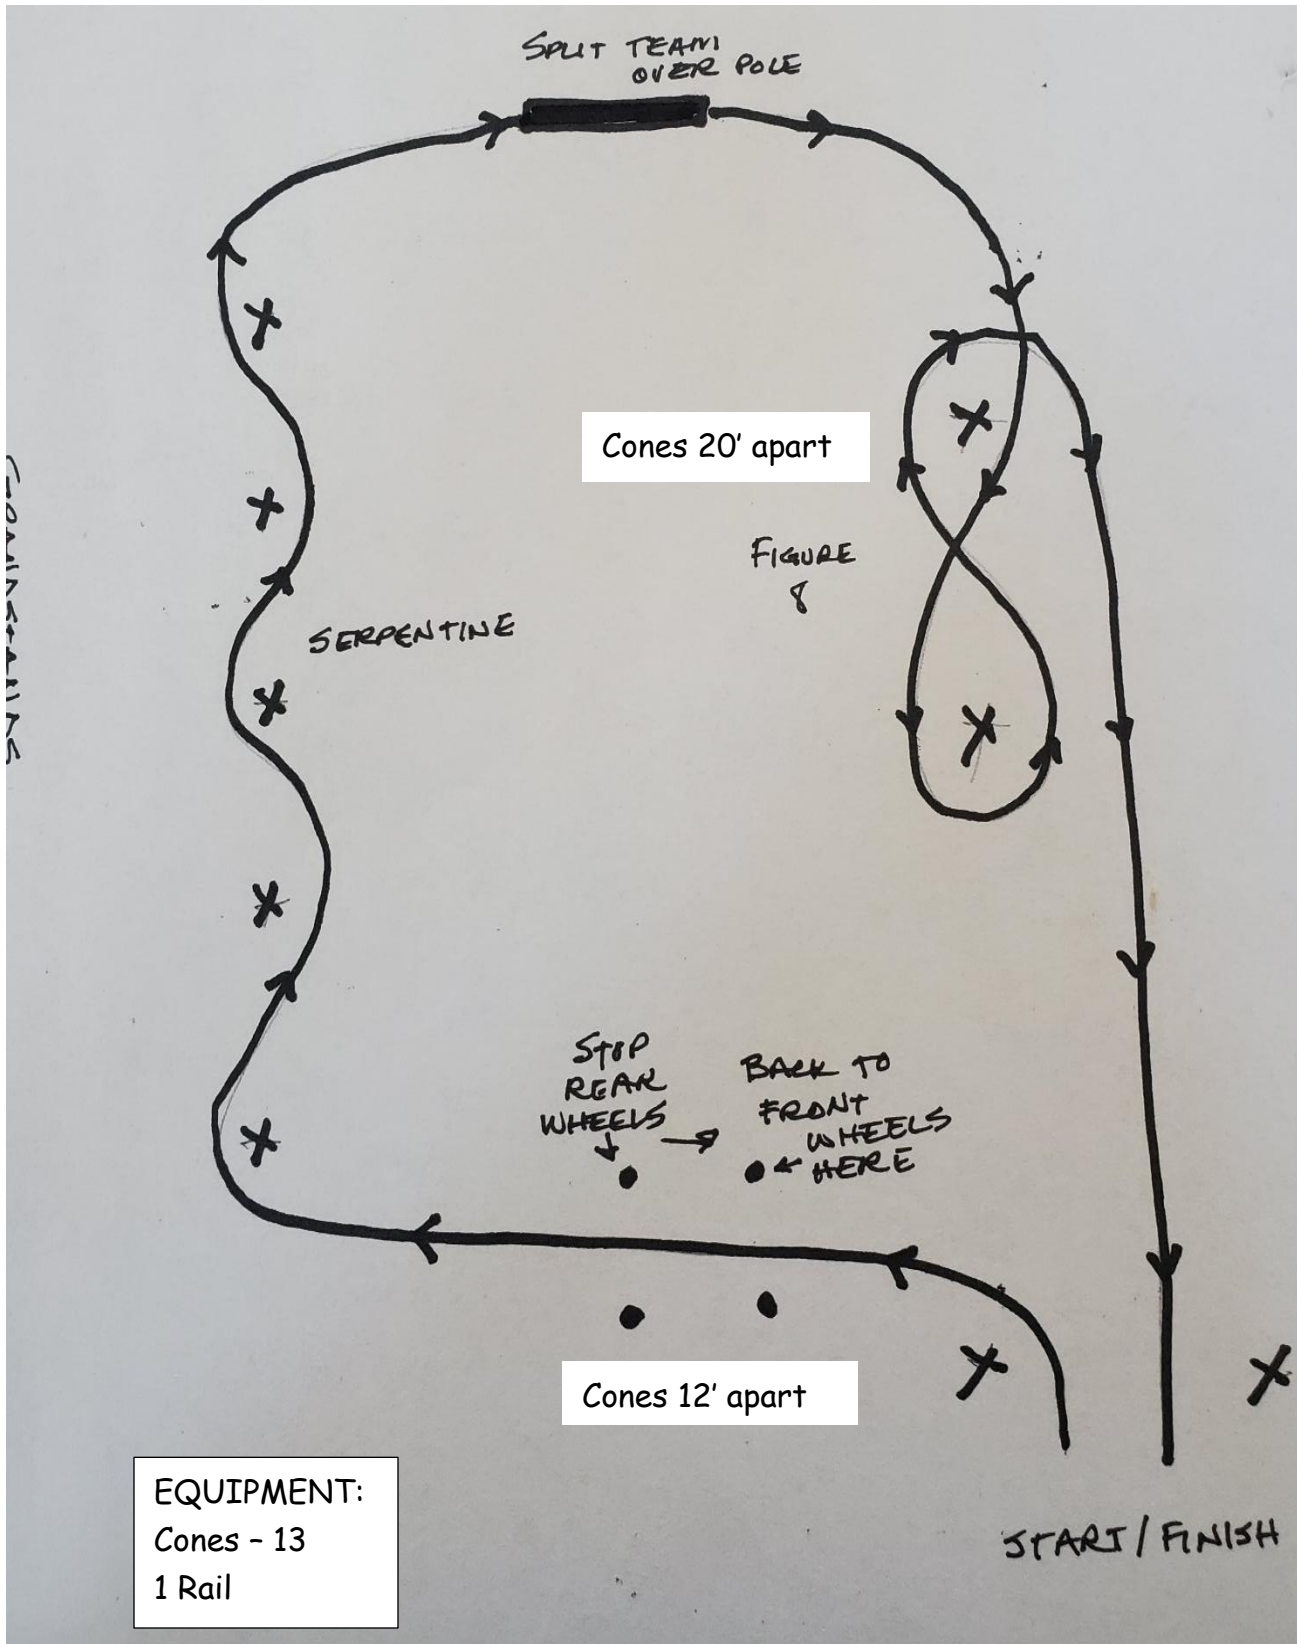 SPLIT TEAM
OVER POLE
Cones 20' apart
FIGURE
8
SERPENTINE
STOP
REAR
WHEELS
BACK TO
FRONT
WHEELS
HERE
Cones 12' apart
EQUIPMENT:
Cones – 13
1 Rail
START / FINISH